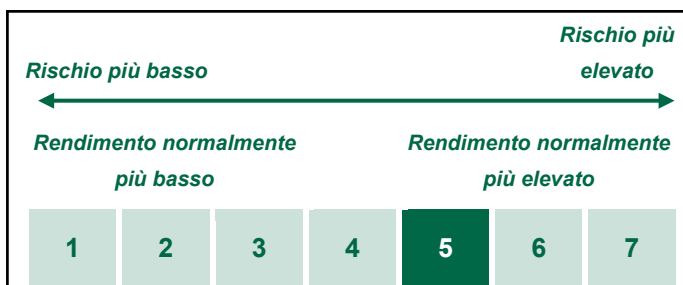 Rischio più
Rischio più basso elevato
Rendimento normalmente Rendimento normalmente
più basso più elevato
1 2 3 4 5 6 7